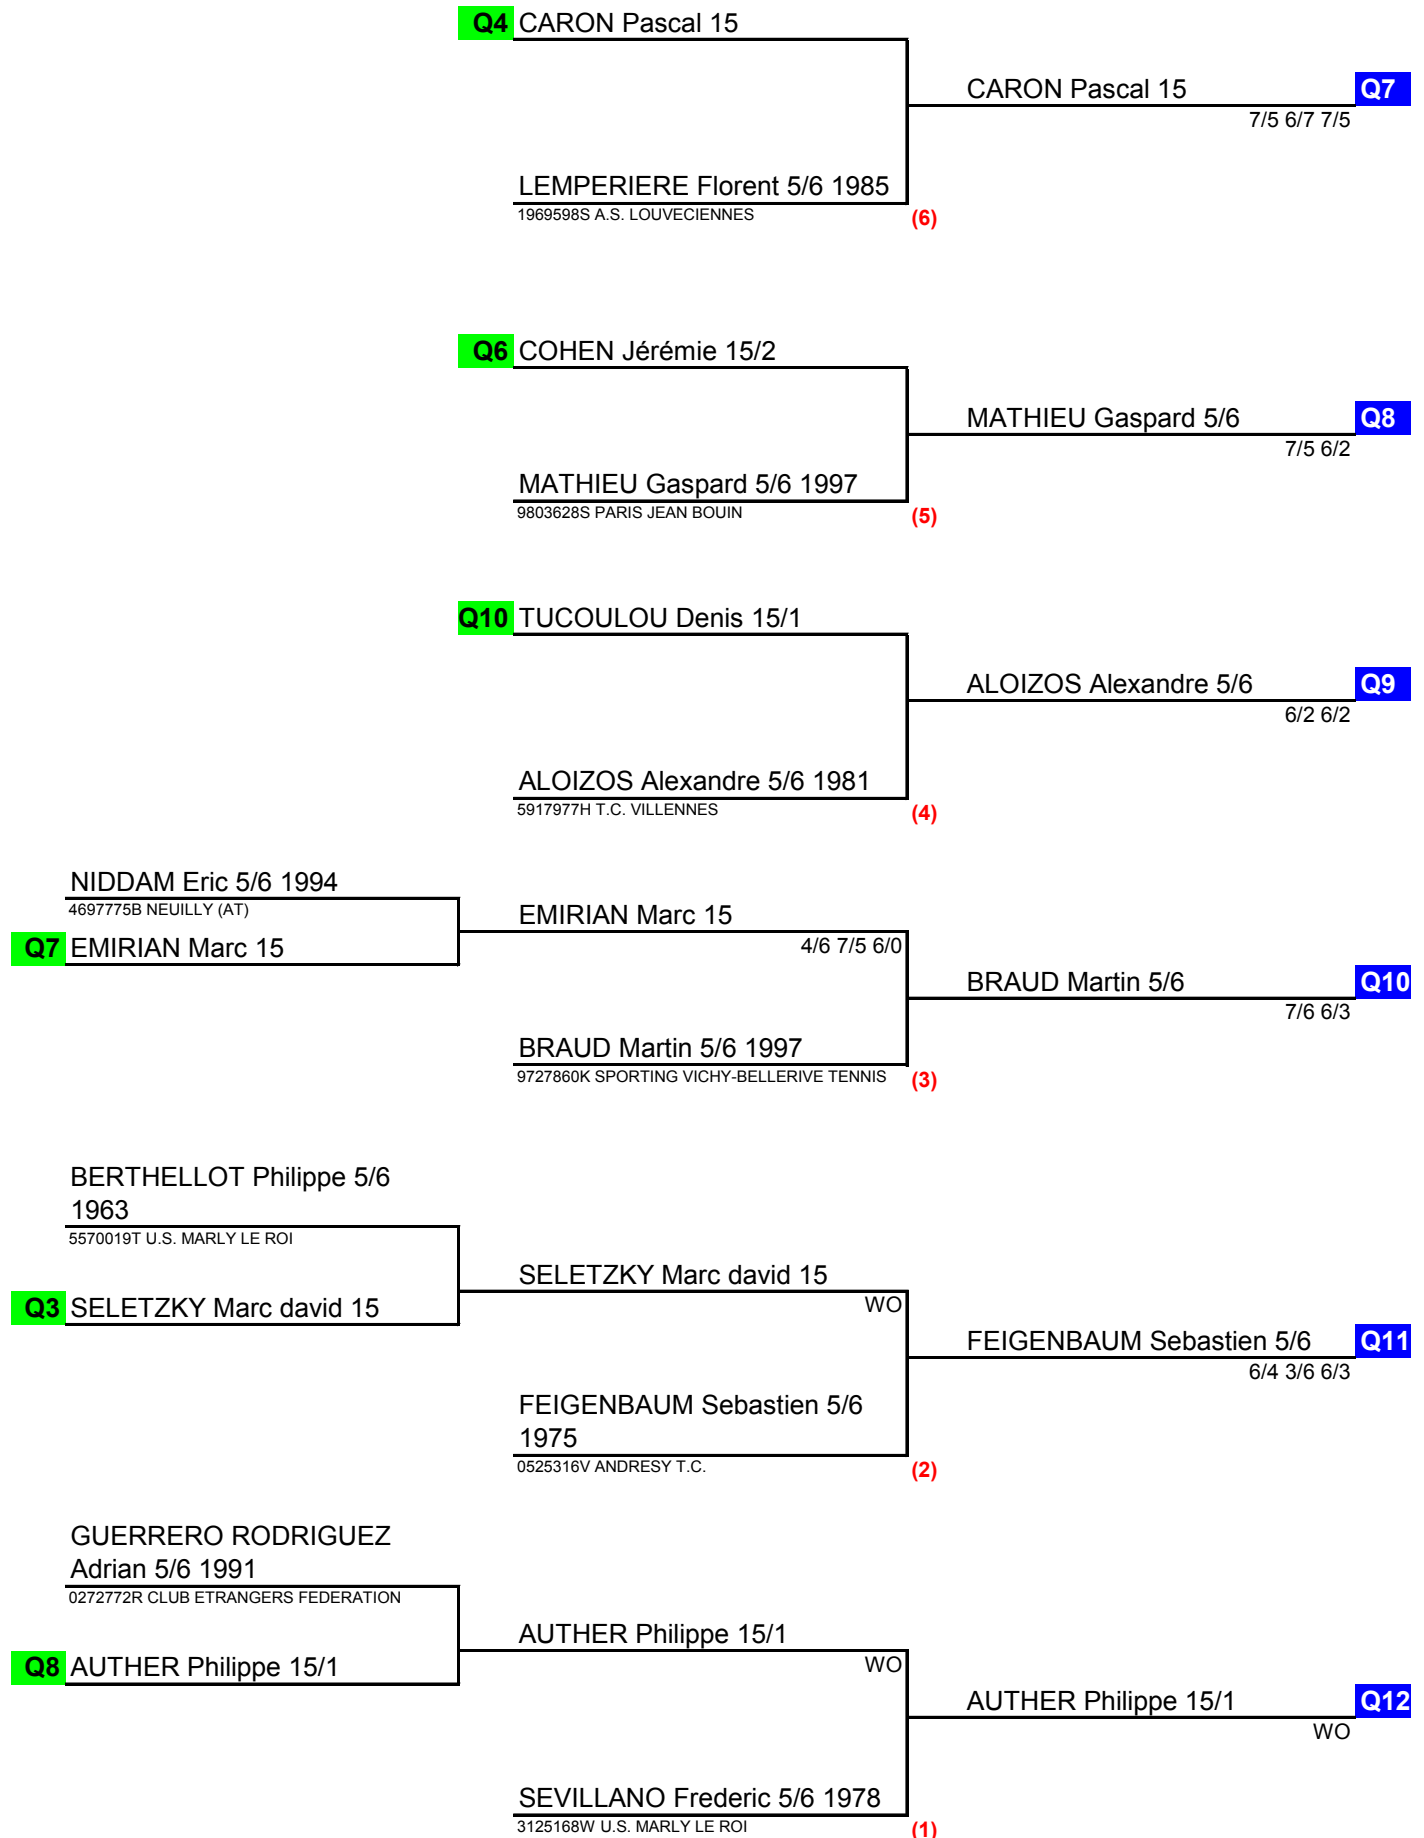 Q4 CARON Pascal 15
CARON Pascal 15 Q7
7/5 6/7 7/5
LEMPERIERE Florent 5/6 1985
1969598S A.S. LOUVECIENNES
(6)
Q6 COHEN Jérémie 15/2
MATHIEU Gaspard 5/6 Q8
7/5 6/2
MATHIEU Gaspard 5/6 1997
9803628S PARIS JEAN BOUIN
(5)
Q10 TUCOULOU Denis 15/1
ALOIZOS Alexandre 5/6 Q9
6/2 6/2
ALOIZOS Alexandre 5/6 1981
5917977H T.C. VILLENNES
(4)
NIDDAM Eric 5/6 1994
4697775B NEUILLY (AT)
EMIRIAN Marc 15
Q7 EMIRIAN Marc 15
4/6 7/5 6/0
BRAUD Martin 5/6 Q10
7/6 6/3
BRAUD Martin 5/6 1997
9727860K SPORTING VICHY-BELLERIVE TENNIS
(3)
BERTHELLOT Philippe 5/6
1963
5570019T U.S. MARLY LE ROI
SELETZKY Marc david 15
WO
Q3 SELETZKY Marc david 15
FEIGENBAUM Sebastien 5/6 Q11
6/4 3/6 6/3
FEIGENBAUM Sebastien 5/6
1975
0525316V ANDRESY T.C.
(2)
GUERRERO RODRIGUEZ
Adrian 5/6 1991
0272772R CLUB ETRANGERS FEDERATION
AUTHER Philippe 15/1
WO
Q8 AUTHER Philippe 15/1
AUTHER Philippe 15/1 Q12
WO
SEVILLANO Frederic 5/6 1978
3125168W U.S. MARLY LE ROI
(1)